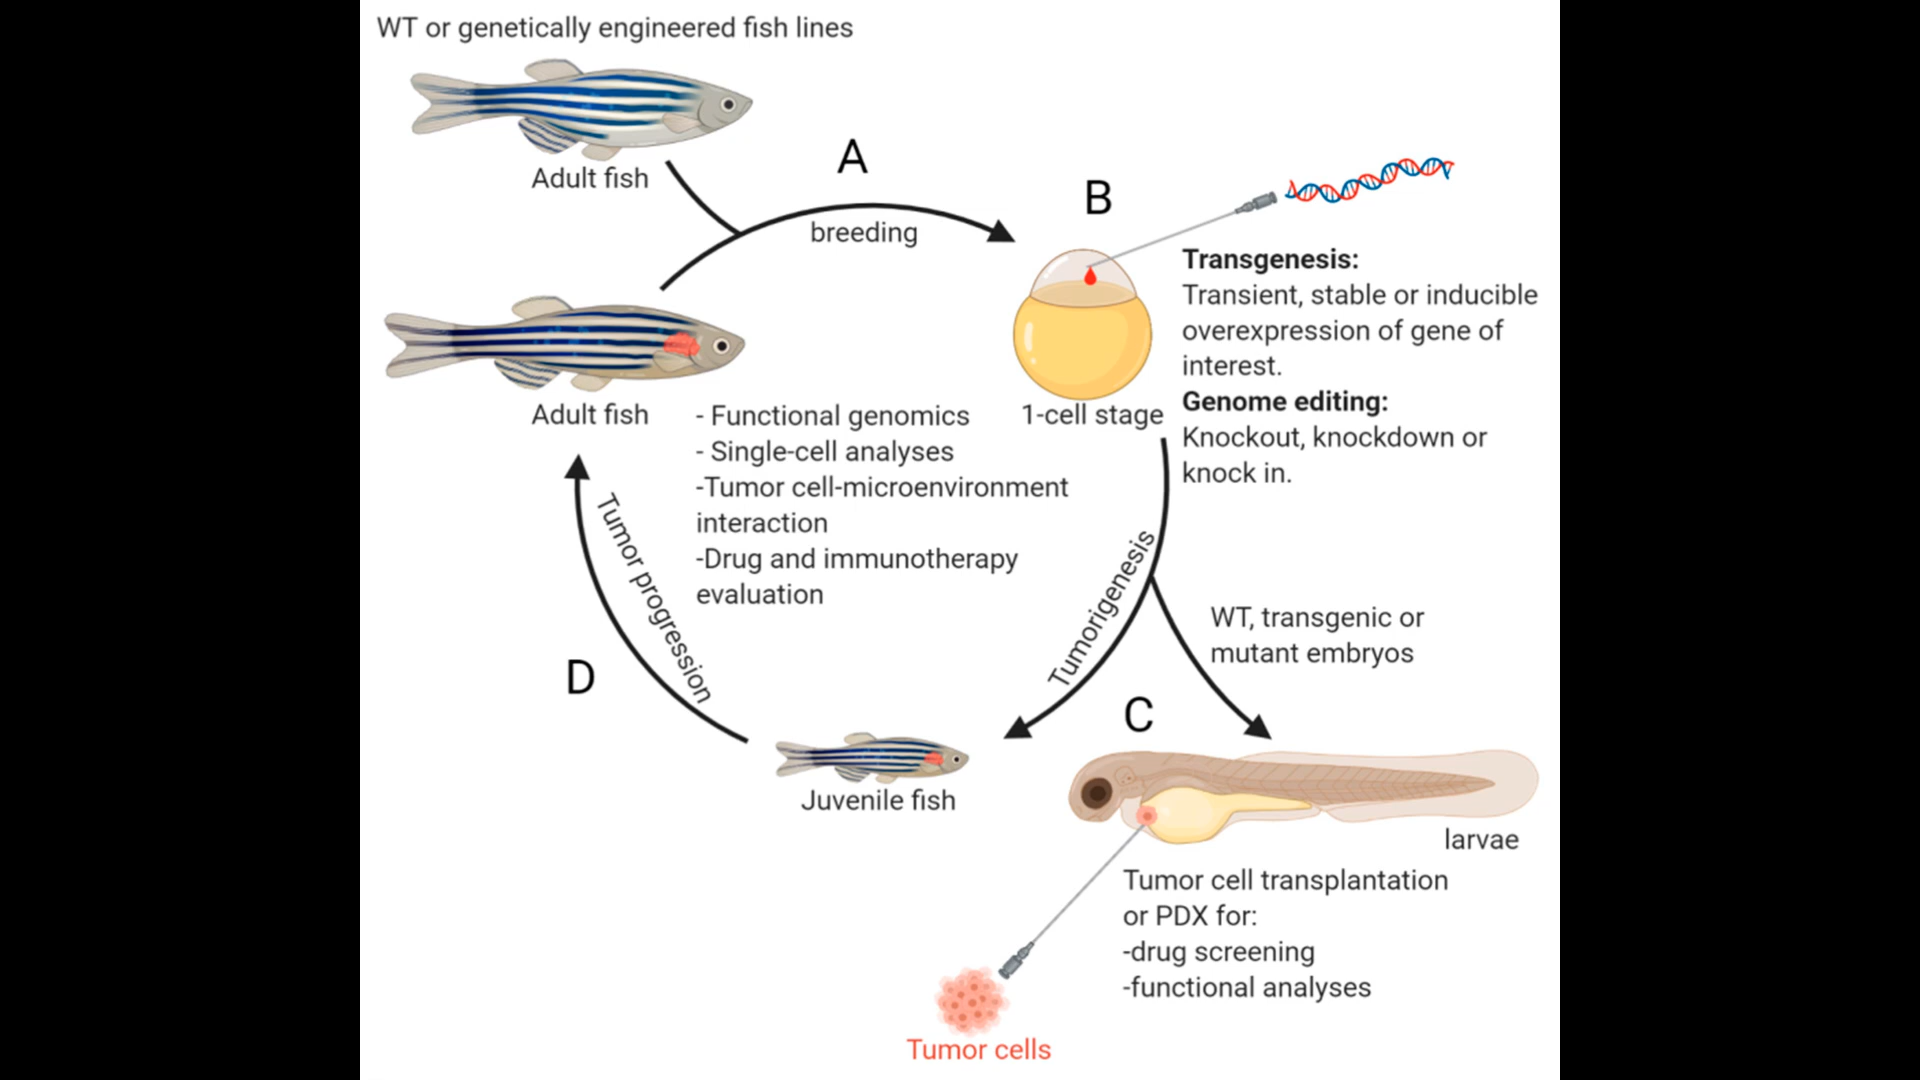 WT or genetically engineered fish lines
Adult fish
A
breeding
B
Transgenesis:
Transient, stable or inducible
overexpression of gene of
interest.
Genome editing:
Knockout, knockdown or
knock in.
1-cell stage
Adult fish
- Functional genomics
- Single-cell analyses
-Tumor cell-microenvironment
interaction
-Drug and immunotherapy
evaluation
Tumorigenesis
WT, transgenic or
mutant embryos
C
larvae
Tumor cell transplantation
or PDX for:
-drug screening
-functional analyses
Tumor cells
Juvenile fish
D
Tumor progression